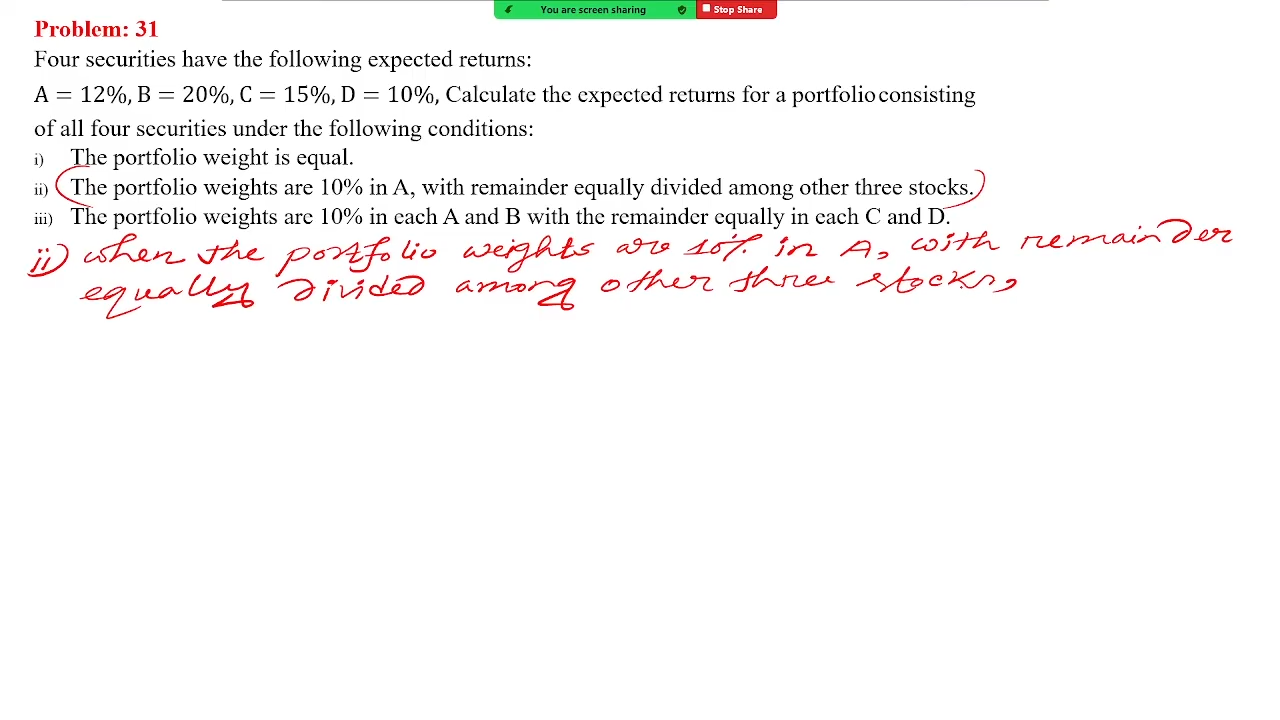 You are screen sharing Stop Share
Problem: 31
Four securities have the following expected returns:
A = 12%, B = 20%, C = 15%, D = 10%, Calculate the expected returns for a portfolio consisting
of all four securities under the following conditions:
i) The portfolio weight is equal.
ii) The portfolio weights are 10% in A, with remainder equally divided among other three stocks.
iii) The portfolio weights are 10% in each A and B with the remainder equally in each C and D.
ii) when the portfolio weights are 10% in A, with remainder
equally divided among other three stocks,